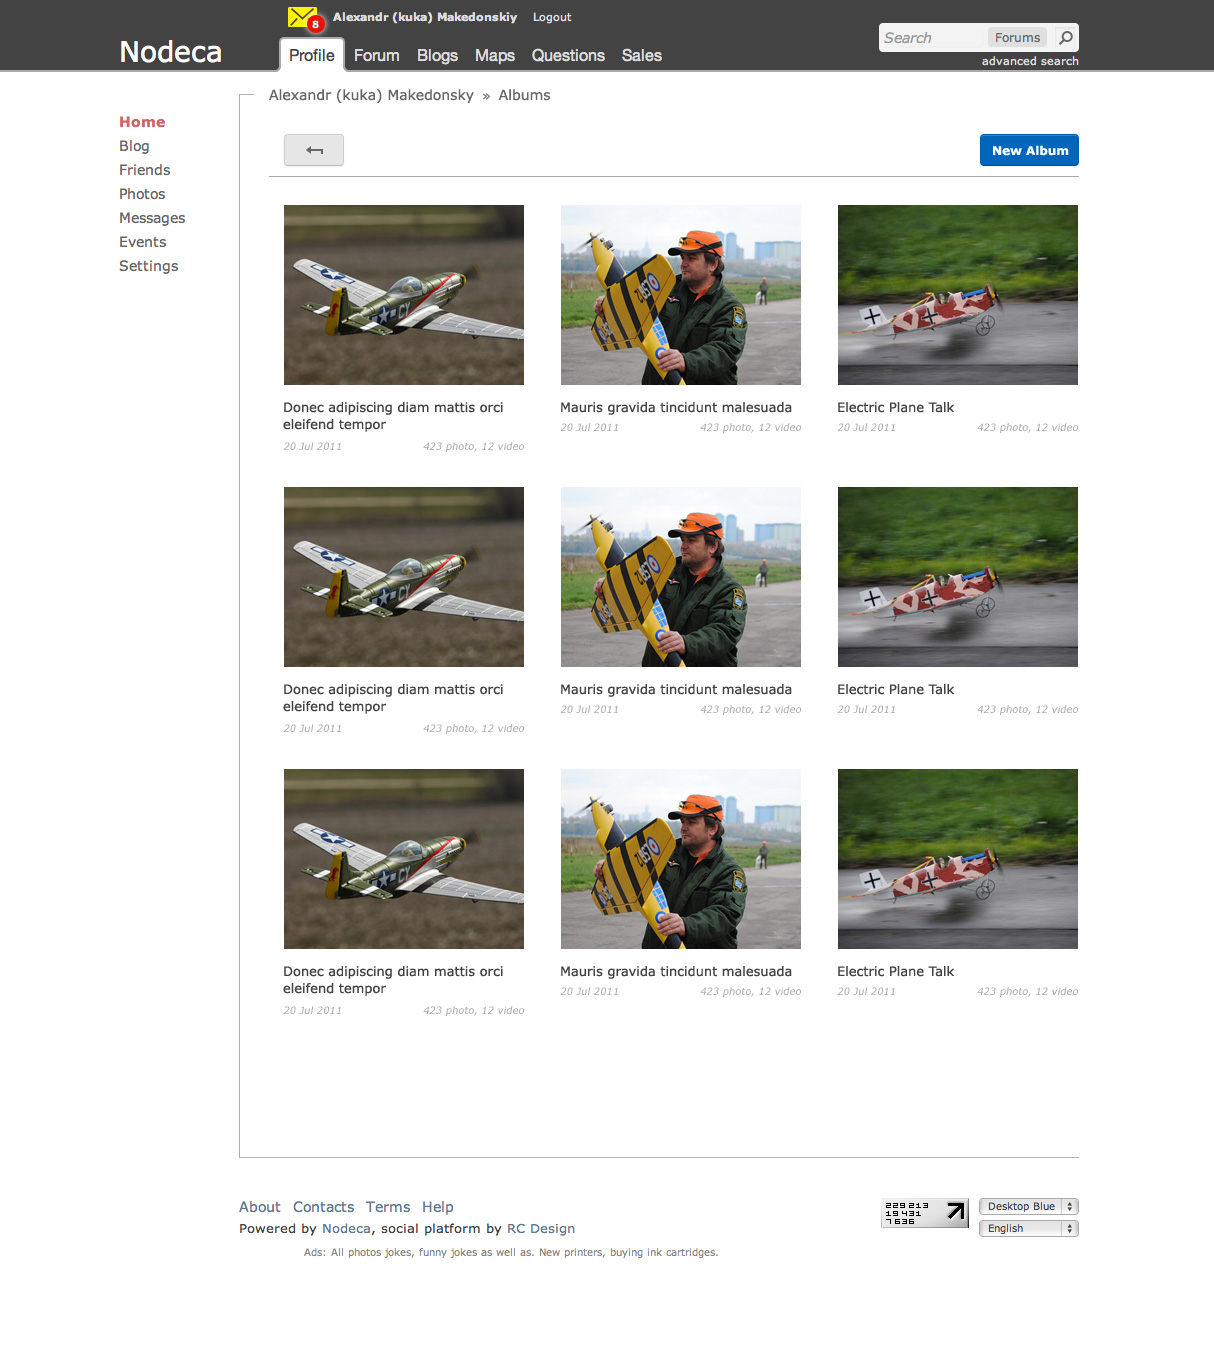 8
Alexandr (kuka) Makedonskiy Logout
Nodeca
Profile Forum Blogs Maps Questions Sales
Search Forums
advanced search
Alexandr (kuka) Makedonsky » Albums
Home
Blog
Friends
Photos
Messages
Events
Settings
New Album
CY
Donec adipiscing diam mattis orci
eleifend tempor
20 Jul 2011 423 photo, 12 video
Mauris gravida tincidunt malesuada
20 Jul 2011 423 photo, 12 video
Electric Plane Talk
20 Jul 2011 423 photo, 12 video
CY
Donec adipiscing diam mattis orci
eleifend tempor
20 Jul 2011 423 photo, 12 video
Mauris gravida tincidunt malesuada
20 Jul 2011 423 photo, 12 video
Electric Plane Talk
20 Jul 2011 423 photo, 12 video
CY
Donec adipiscing diam mattis orci
eleifend tempor
20 Jul 2011 423 photo, 12 video
Mauris gravida tincidunt malesuada
20 Jul 2011 423 photo, 12 video
Electric Plane Talk
20 Jul 2011 423 photo, 12 video
About Contacts Terms Help
Powered by Nodeca, social platform by RC Design
Ads: All photos jokes, funny jokes as well as. New printers, buying ink cartridges.
229 213
19 431
7 636
Desktop Blue
English